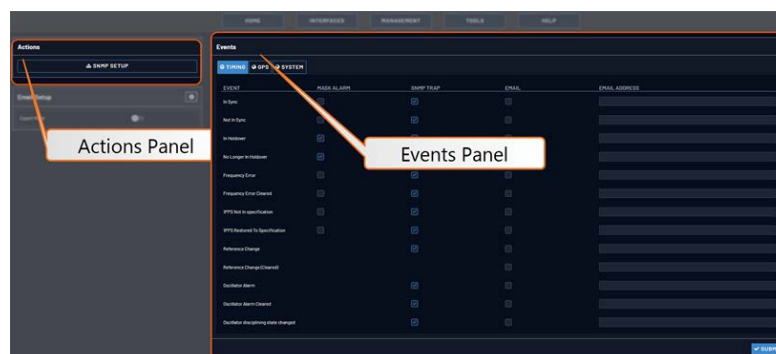 HOME INTERFACES MANAGEMENT TOOLS HELP
Actions
SNMP SETUP
Email Setup
Actions Panel
Events
TIMING GPS SYSTEM
EVENT MASK ALARM SNMP TRAP EMAIL EMAIL ADDRESS
In Sync
Not In Sync
In Holdover
No Longer In Holdover
Events Panel
Frequency Error
Frequency Error Cleared
1PPS Not In specification
1PPS Restored To Specification
Reference Change
Reference Change (Cleared)
Oscillator Alarm
Oscillator Alarm Cleared
Oscillator disciplining state changed
SUBM